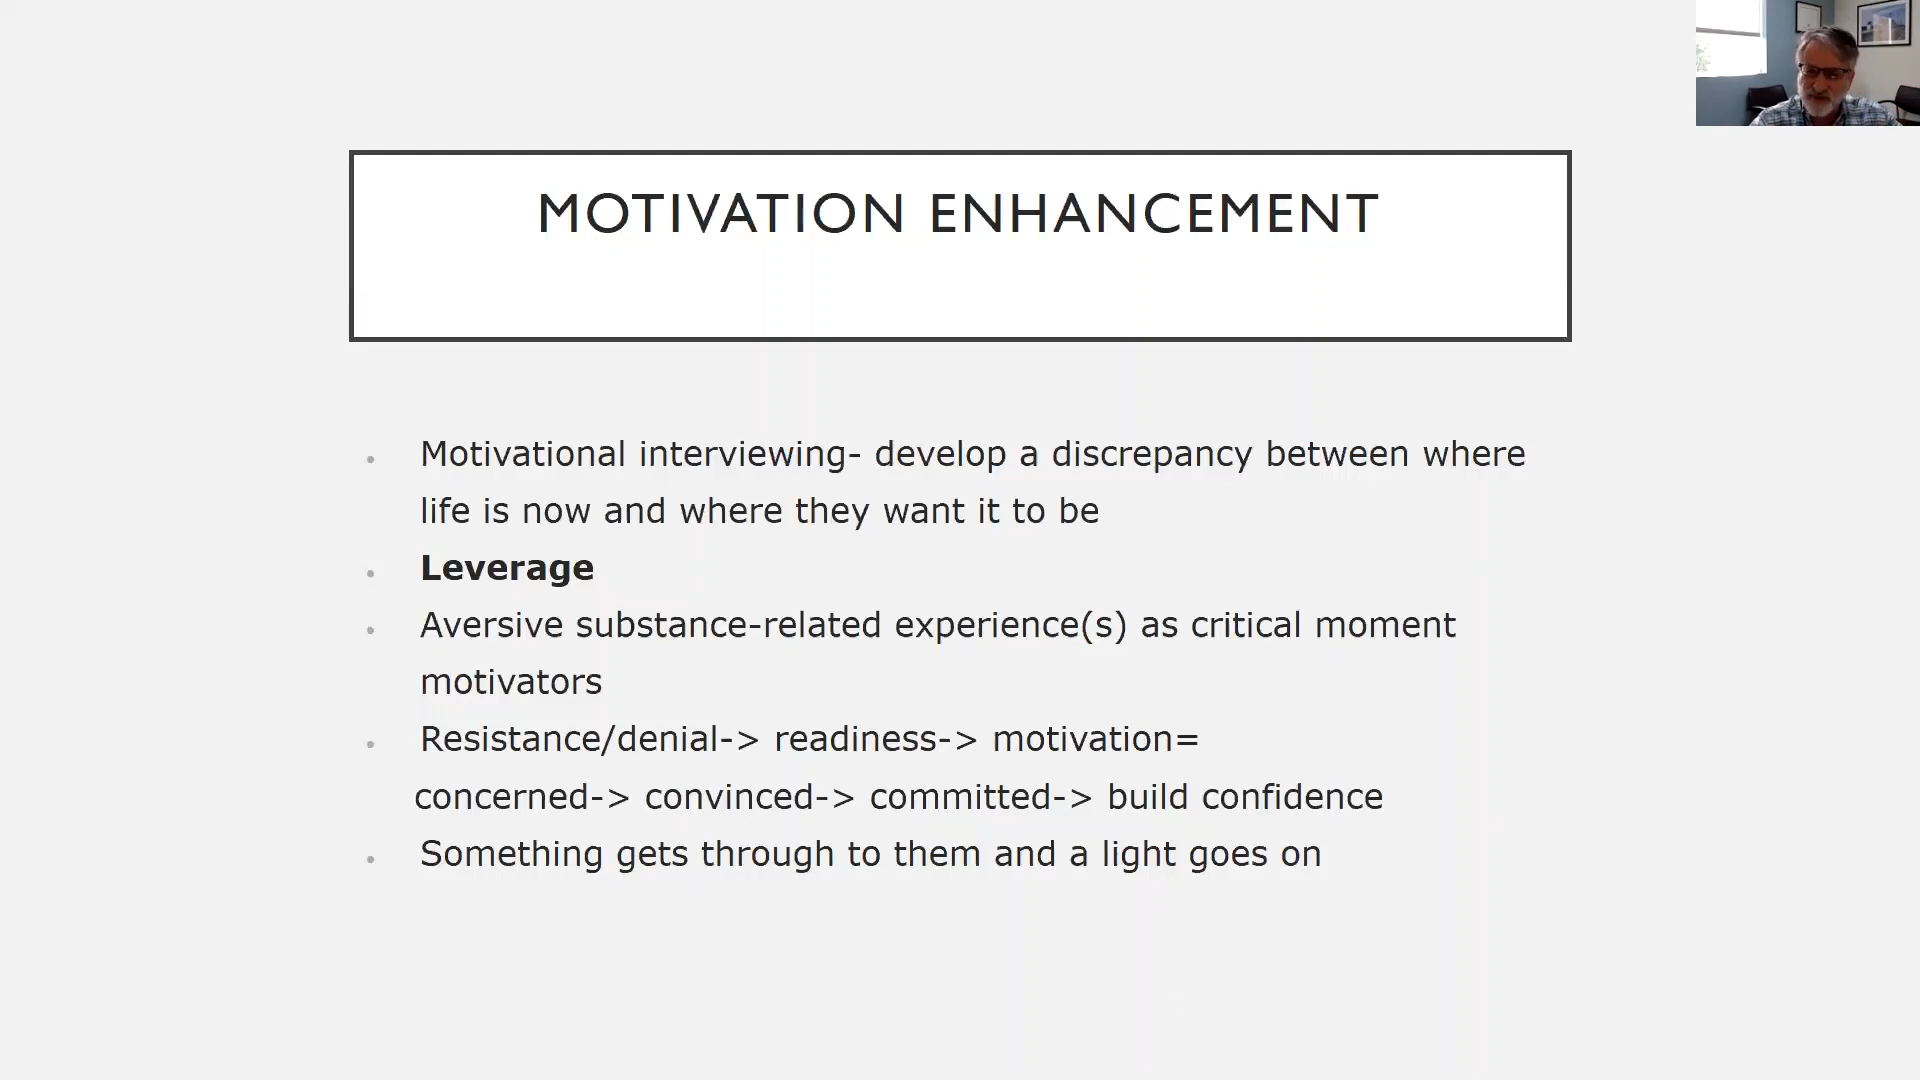 MOTIVATION ENHANCEMENT
Motivational interviewing- develop a discrepancy between where
life is now and where they want it to be
Leverage
Aversive substance-related experience(s) as critical moment
motivators
Resistance/denial-> readiness-> motivation=
concerned-> convinced-> committed-> build confidence
Something gets through to them and a light goes on